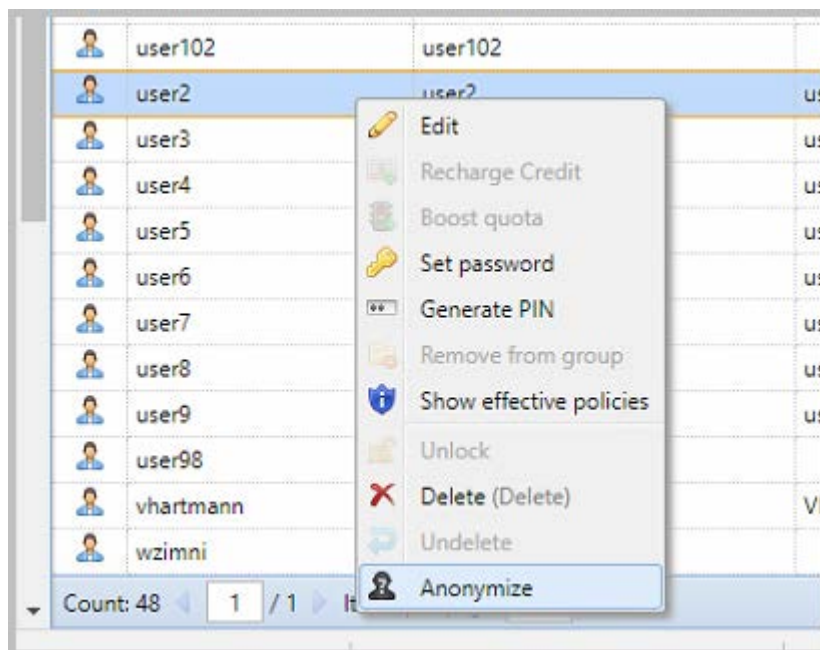 user102 user102
user2 user2 us
user3 us
user4 us
user5 us
user6 us
user7 us
user8 us
user9 us
user98
vhartmann
wzimni
Edit
Recharge Credit
Boost quota
Set password
Generate PIN
Remove from group
Show effective policies
Unlock
Delete (Delete)
Undelete
Anonymize
Count: 48 1 / 1